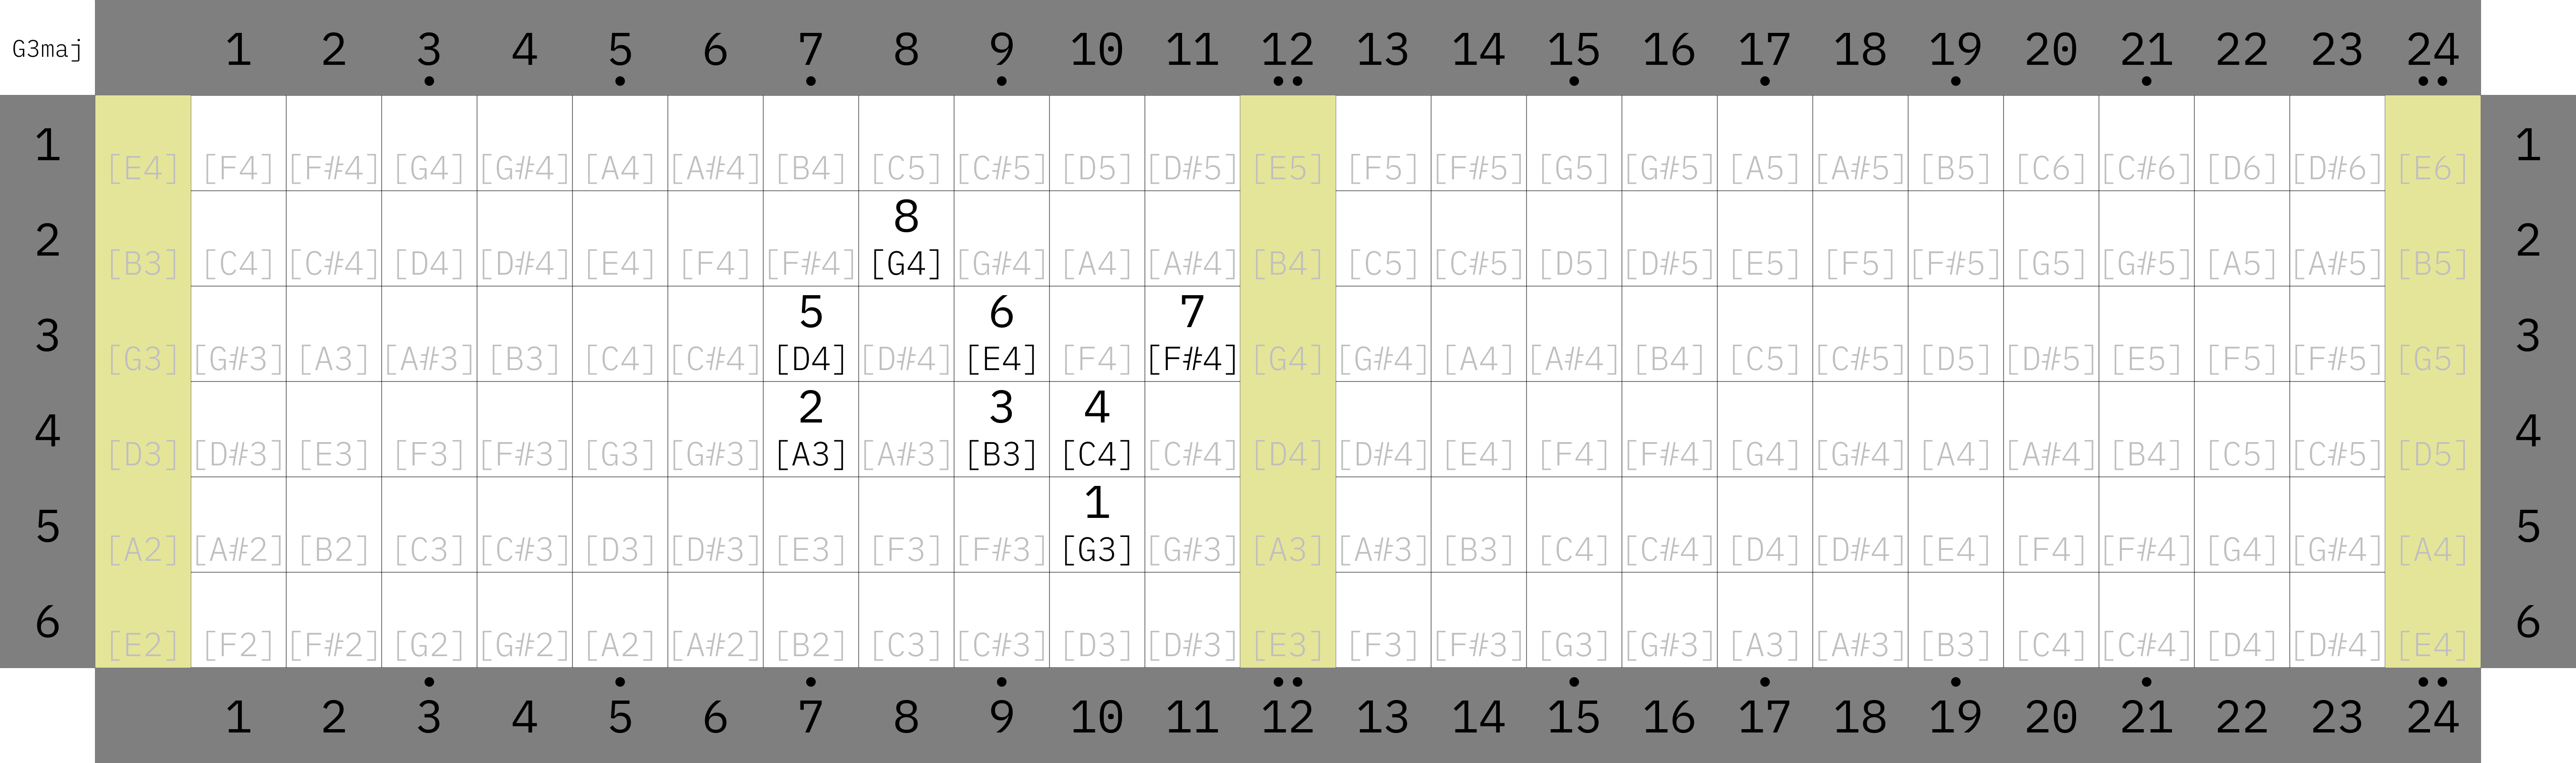 G3maj 1 2 3 4 5 6 7 8 9 10 11 12 13 14 15 16 17 18 19 20 21 22 23 24
1 [E4] [F4] [F#4] [G4] [G#4] [A4] [A#4] [B4] [C5] [C#5] [D5] [D#5] [E5] [F5] [F#5] [G5] [G#5] [A5] [A#5] [B5] [C6] [C#6] [D6] [D#6] [E6] 1
8
2 [B3] [C4] [C#4] [D4] [D#4] [E4] [F4] [F#4] [G4] [G#4] [A4] [A#4] [B4] [C5] [C#5] [D5] [D#5] [E5] [F5] [F#5] [G5] [G#5] [A5] [A#5] [B5] 2
5 6 7
3 [G3] [G#3] [A3] [A#3] [B3] [C4] [C#4] [D4] [D#4] [E4] [F4] [F#4] [G4] [G#4] [A4] [A#4] [B4] [C5] [C#5] [D5] [D#5] [E5] [F5] [F#5] [G5] 3
2 3 4
4 [D3] [D#3] [E3] [F3] [F#3] [G3] [G#3] [A3] [A#3] [B3] [C4] [C#4] [D4] [D#4] [E4] [F4] [F#4] [G4] [G#4] [A4] [A#4] [B4] [C5] [C#5] [D5] 4
1
5 [A2] [A#2] [B2] [C3] [C#3] [D3] [D#3] [E3] [F3] [F#3] [G3] [G#3] [A3] [A#3] [B3] [C4] [C#4] [D4] [D#4] [E4] [F4] [F#4] [G4] [G#4] [A4] 5
6 [E2] [F2] [F#2] [G2] [G#2] [A2] [A#2] [B2] [C3] [C#3] [D3] [D#3] [E3] [F3] [F#3] [G3] [G#3] [A3] [A#3] [B3] [C4] [C#4] [D4] [D#4] [E4] 6
1 2 3 4 5 6 7 8 9 10 11 12 13 14 15 16 17 18 19 20 21 22 23 24